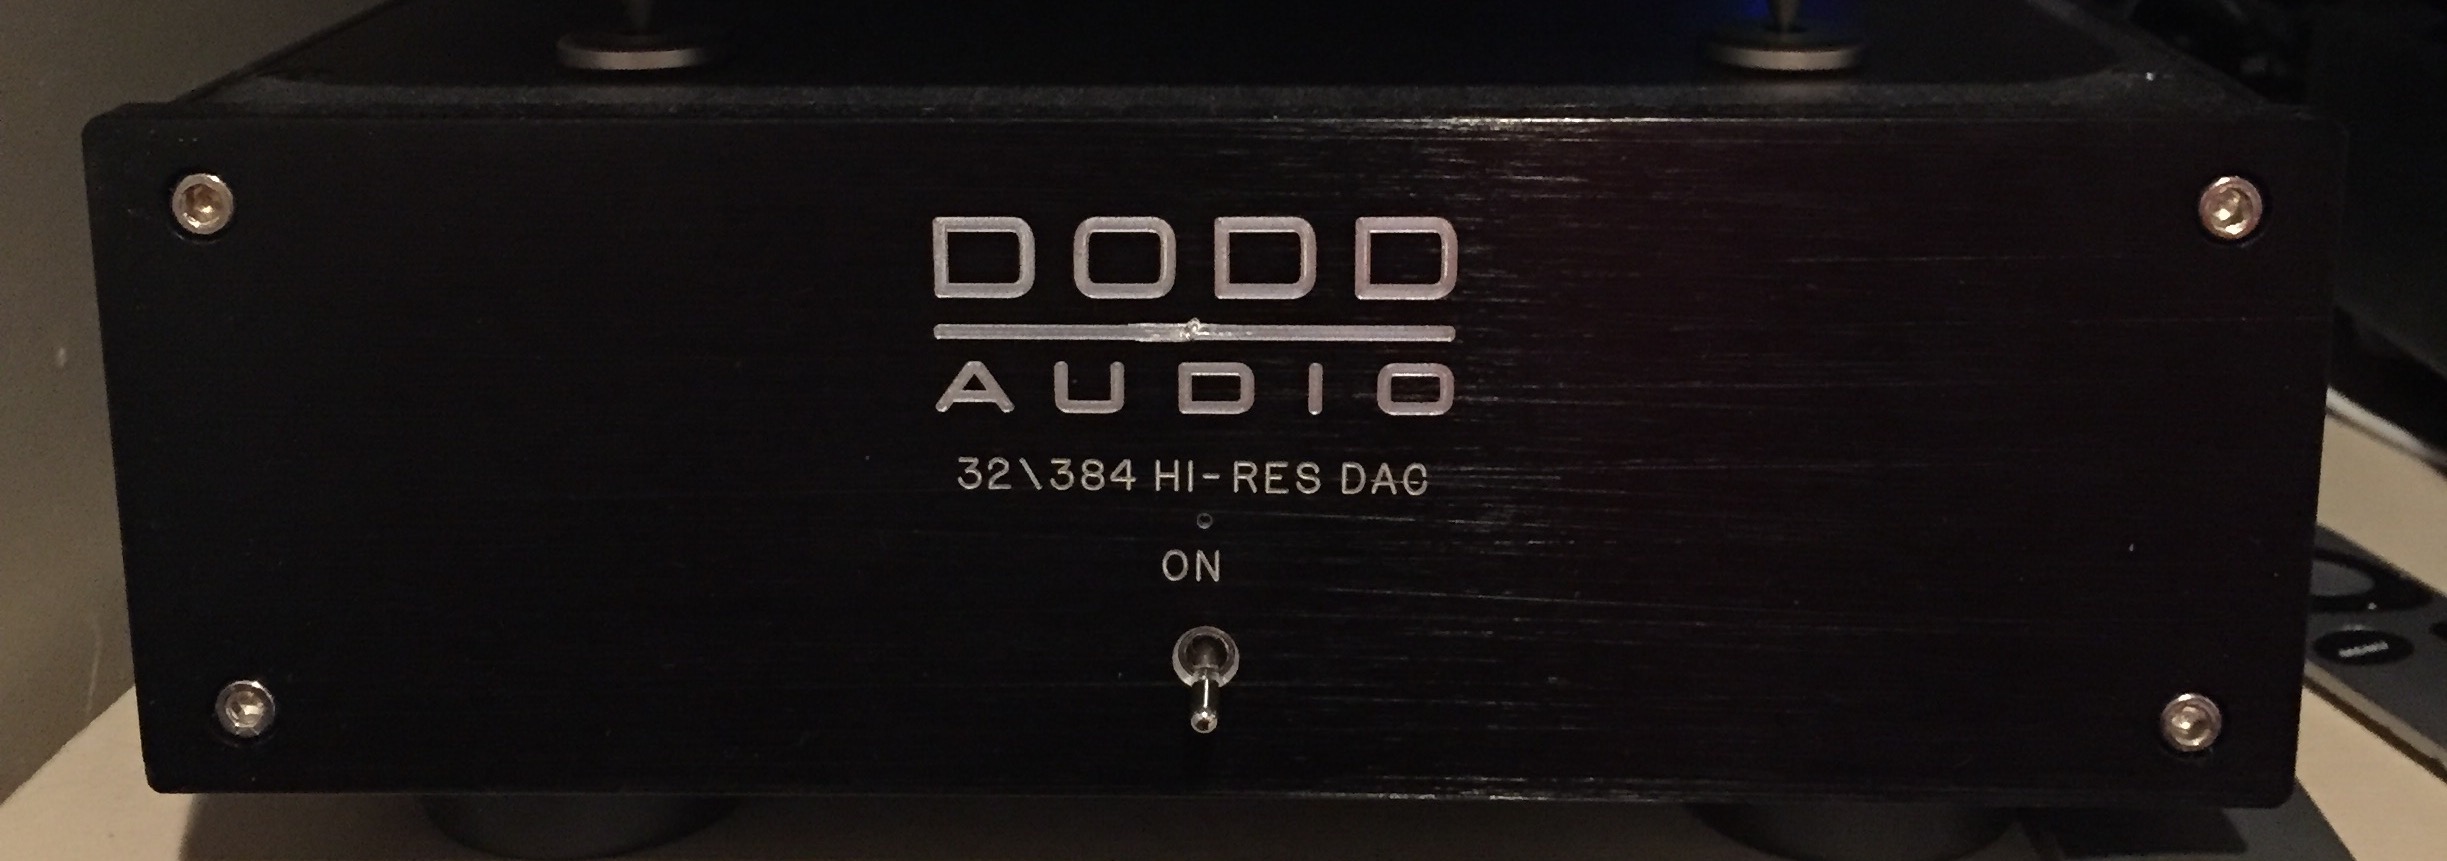 DODD
AUDIO
32\384 HI-RES DAC
ON